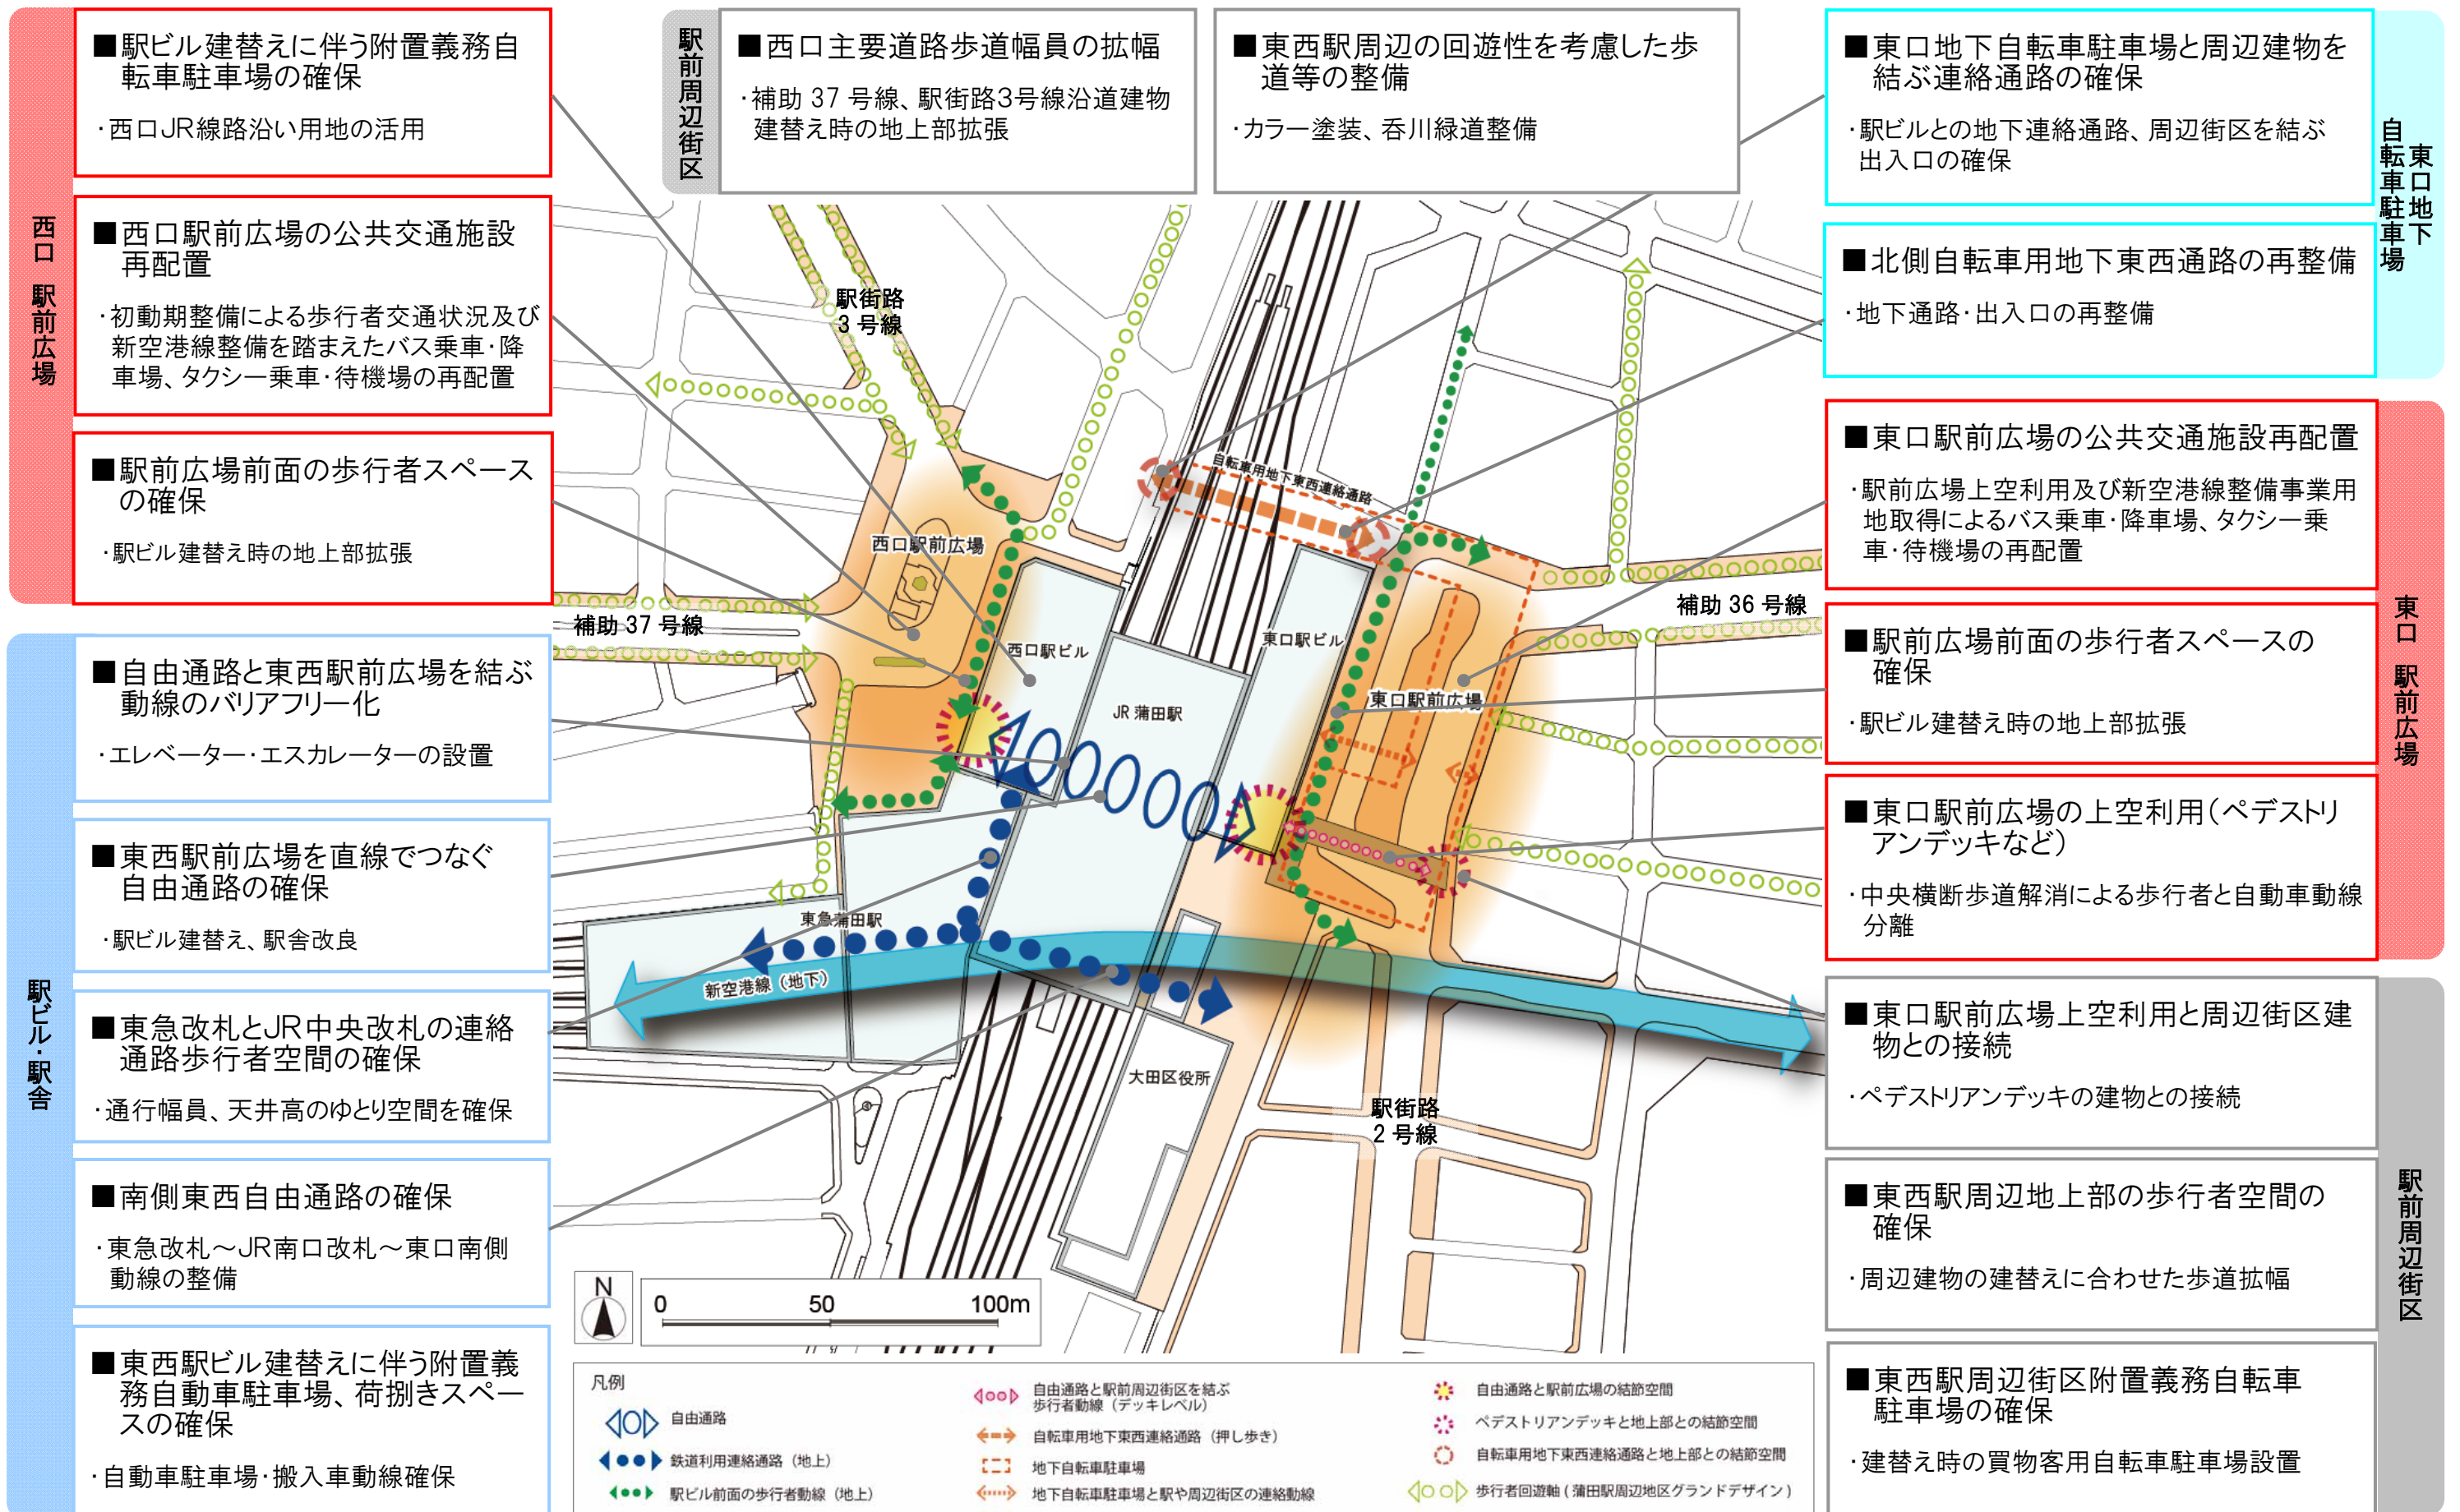 西口 駅前広場
■駅ビル建替えに伴う附置義務自
転車駐車場の確保
・西口JR線路沿い用地の活用
■西口駅前広場の公共交通施設
再配置
・初動期整備による歩行者交通状況及び
新空港線整備を踏まえたバス乗車・降
車場、タクシー乗車・待機場の再配置
■駅前広場前面の歩行者スペース
の確保
・駅ビル建替え時の地上部拡張
駅ビル・駅舎
■自由通路と東西駅前広場を結ぶ
動線のバリアフリー化
・エレベーター・エスカレーターの設置
■東西駅前広場を直線でつなぐ
自由通路の確保
・駅ビル建替え、駅舎改良
■東急改札とJR中央改札の連絡
通路歩行者空間の確保
・通行幅員、天井高のゆとり空間を確保
■南側東西自由通路の確保
・東急改札～JR南口改札～東口南側
動線の整備
■東西駅ビル建替えに伴う附置義
務自動車駐車場、荷捌きスペー
スの確保
・自動車駐車場・搬入車動線確保
駅前周辺街区
■西口主要道路歩道幅員の拡幅
・補助 37 号線、駅街路3号線沿道建物
建替え時の地上部拡張
■東西駅周辺の回遊性を考慮した歩
道等の整備
・カラー塗装、呑川緑道整備
東口地下
自転車駐車場
■東口地下自転車駐車場と周辺建物を
結ぶ連絡通路の確保
・駅ビルとの地下連絡通路、周辺街区を結ぶ
出入口の確保
■北側自転車用地下東西通路の再整備
・地下通路・出入口の再整備
東口 駅前広場
■東口駅前広場の公共交通施設再配置
・駅前広場上空利用及び新空港線整備事業用
地取得によるバス乗車・降車場、タクシー乗
車・待機場の再配置
■駅前広場前面の歩行者スペースの
確保
・駅ビル建替え時の地上部拡張
■東口駅前広場の上空利用(ペデストリ
アンデッキなど)
・中央横断歩道解消による歩行者と自動車動線
分離
駅前周辺街区
■東口駅前広場上空利用と周辺街区建
物との接続
・ペデストリアンデッキの建物との接続
■東西駅周辺地上部の歩行者空間の
確保
・周辺建物の建替えに合わせた歩道拡幅
■東西駅周辺街区附置義務自転車
駐車場の確保
・建替え時の買物客用自転車駐車場設置
駅街路
3 号線
自転車用地下東西連絡通路
西口駅前広場
補助 37 号線
補助 36 号線
西口駅ビル
東口駅ビル
JR 蒲田駅
東口駅前広場
東急蒲田駅
新空港線（地下）
大田区役所
駅街路
2 号線
N
0 50 100m
凡例
自由通路
鉄道利用連絡通路（地上）
駅ビル前面の歩行者動線（地上）
自由通路と駅前周辺街区を結ぶ
歩行者動線（デッキレベル）
自転車用地下東西連絡通路（押し歩き）
地下自転車駐車場
地下自転車駐車場と駅や周辺街区の連絡動線
自由通路と駅前広場の結節空間
ペデストリアンデッキと地上部との結節空間
自転車用地下東西連絡通路と地上部との結節空間
歩行者回遊軸 ( 蒲田駅周辺地区グランドデザイン )